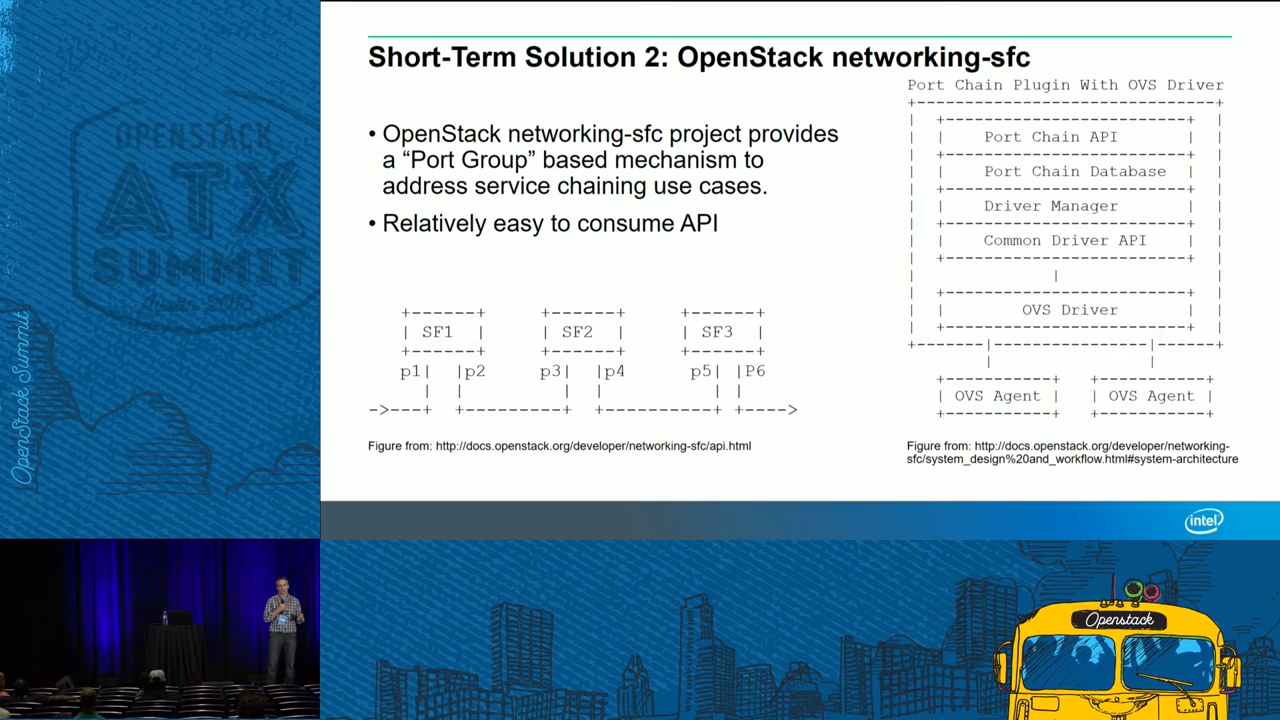 OPENSTACK
ATX
SUMMIT
Austin 2016
OpenStack Summit
Short-Term Solution 2: OpenStack networking-sfc
• OpenStack networking-sfc project provides
a “Port Group” based mechanism to
address service chaining use cases.
• Relatively easy to consume API
+------+ +------+ +------+
| SF1 | | SF2 | | SF3 |
+------+ +------+ +------+
p1| |p2 p3| |p4 p5| |P6
| | | | | |
->---+ +----------+ +-----------+ +---->
Figure from: http://docs.openstack.org/developer/networking-sfc/api.html
Port Chain Plugin With OVS Driver
+--------------------------------+
| +--------------------------+ |
| | Port Chain API | |
| +--------------------------+ |
| | Port Chain Database | |
| +--------------------------+ |
| | Driver Manager | |
| +--------------------------+ |
| | Common Driver API | |
| +--------------------------+ |
| | |
| +--------------------------+ |
| | OVS Driver | |
| +--------------------------+ |
+-------|----------------|-------+
| |
+-----------+ +-----------+
| OVS Agent | | OVS Agent |
+-----------+ +-----------+
Figure from: http://docs.openstack.org/developer/networking-
sfc/system_design%20and_workflow.html#system-architecture
intel
Openstack